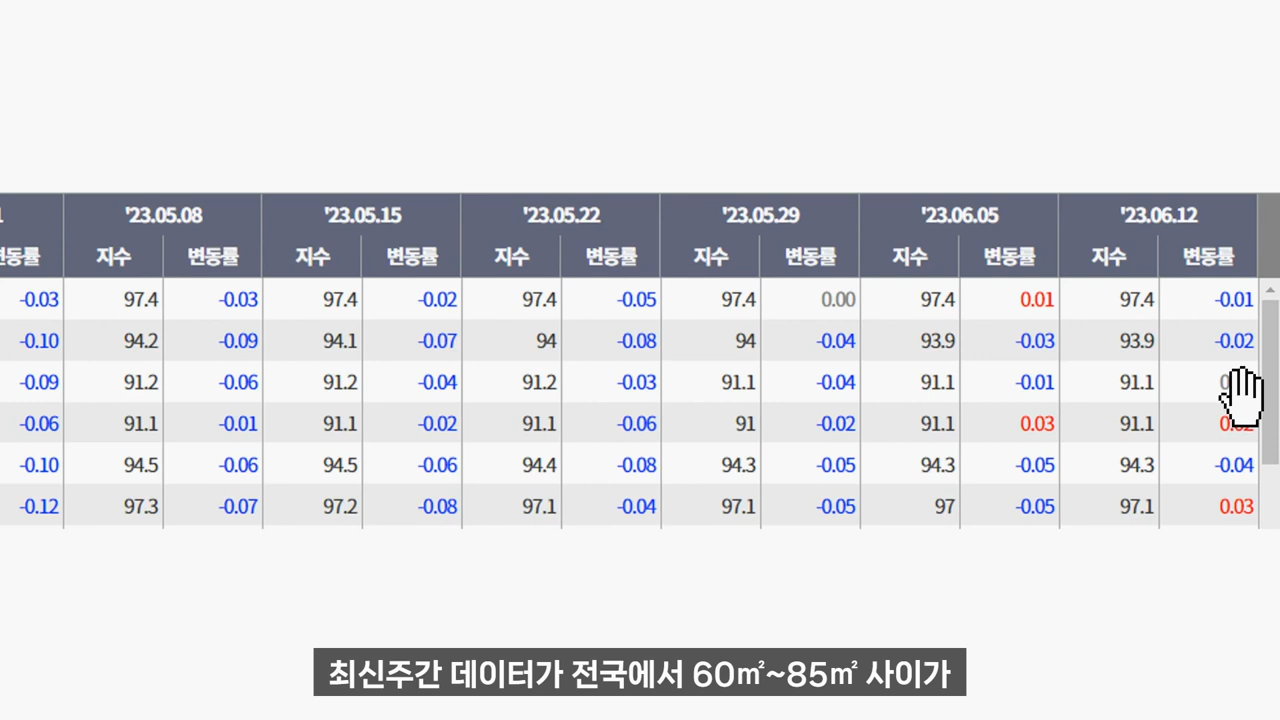 '23.05.08 '23.05.15 '23.05.22 '23.05.29 '23.06.05 '23.06.12
지수 변동률 지수 변동률 지수 변동률 지수 변동률 지수 변동률 지수 변동률
-0.03 97.4 -0.03 97.4 -0.02 97.4 -0.05 97.4 0.00 97.4 0.01 97.4 -0.01
-0.10 94.2 -0.09 94.1 -0.07 94 -0.08 94 -0.04 93.9 -0.03 93.9 -0.02
-0.09 91.2 -0.06 91.2 -0.04 91.2 -0.03 91.1 -0.04 91.1 -0.01 91.1
-0.06 91.1 -0.01 91.1 -0.02 91.1 -0.06 91 -0.02 91.1 0.03 91.1
-0.10 94.5 -0.06 94.5 -0.06 94.4 -0.08 94.3 -0.05 94.3 -0.05 94.3 -0.04
-0.12 97.3 -0.07 97.2 -0.08 97.1 -0.04 97.1 -0.05 97 -0.05 97.1 0.03
최신주간 데이터가 전국에서 60㎡~85㎡ 사이가